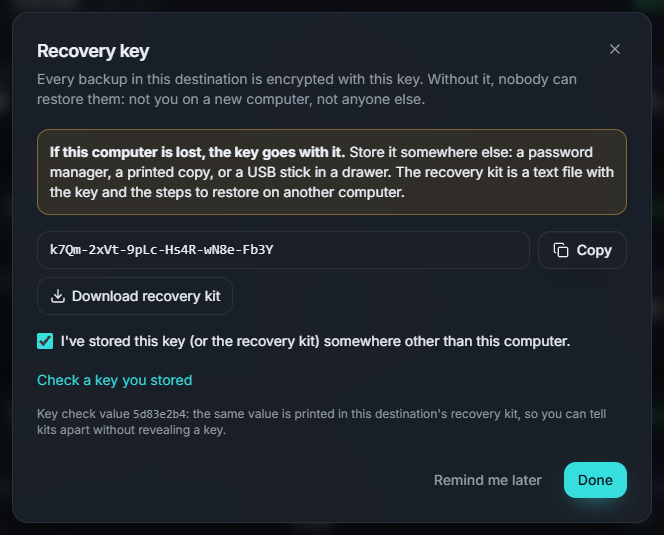 Recovery key
Every backup in this destination is encrypted with this key. Without it, nobody can
restore them: not you on a new computer, not anyone else.
If this computer is lost, the key goes with it. Store it somewhere else: a password
manager, a printed copy, or a USB stick in a drawer. The recovery kit is a text file with
the key and the steps to restore on another computer.
k7Qm-2xVt-9pLc-Hs4R-wN8e-Fb3Y
Copy
Download recovery kit
I've stored this key (or the recovery kit) somewhere other than this computer.
Check a key you stored
Key check value 5d83e2b4: the same value is printed in this destination's recovery kit, so you can tell
kits apart without revealing a key.
Remind me later
Done